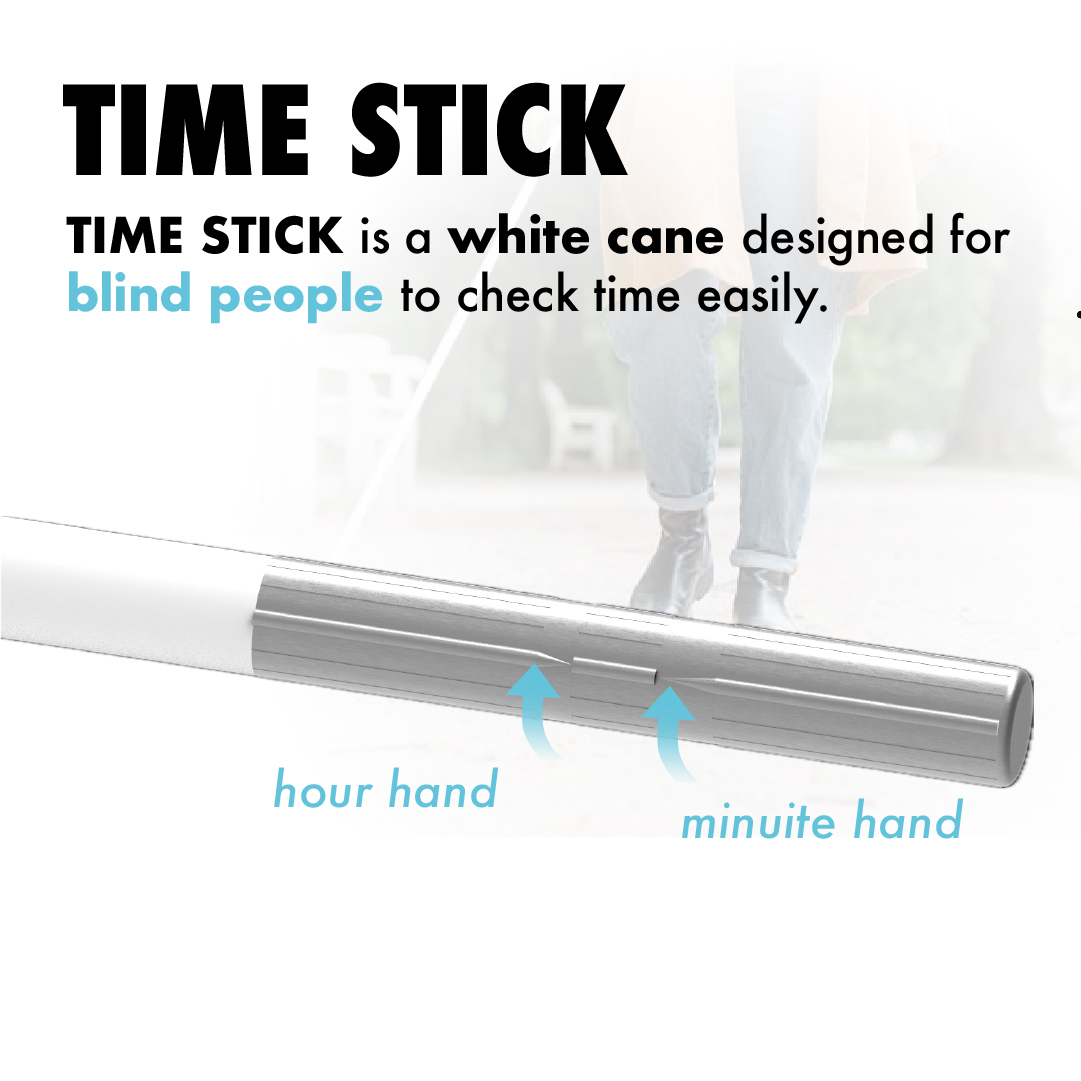 TIME STICK
TIME STICK is a white cane designed for
blind people to check time easily.
hour hand
minuite hand